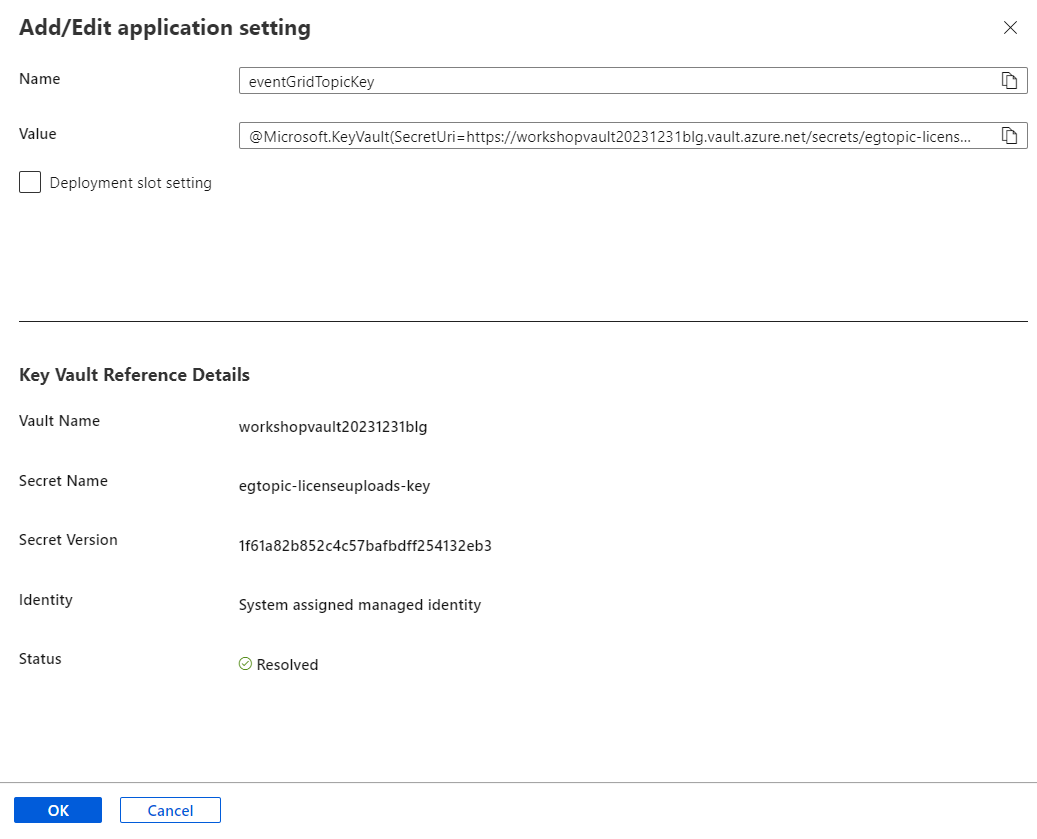 Add/Edit application setting
Name
eventGridTopicKey
Value
@Microsoft.KeyVault(SecretUri=https://workshopvault20231231blg.vault.azure.net/secrets/egtopic-licens...
Deployment slot setting
Key Vault Reference Details
Vault Name
workshopvault20231231blg
Secret Name
egtopic-licenseuploads-key
Secret Version
1f61a82b852c4c57bafbdff254132eb3
Identity
System assigned managed identity
Status
Resolved
OK
Cancel